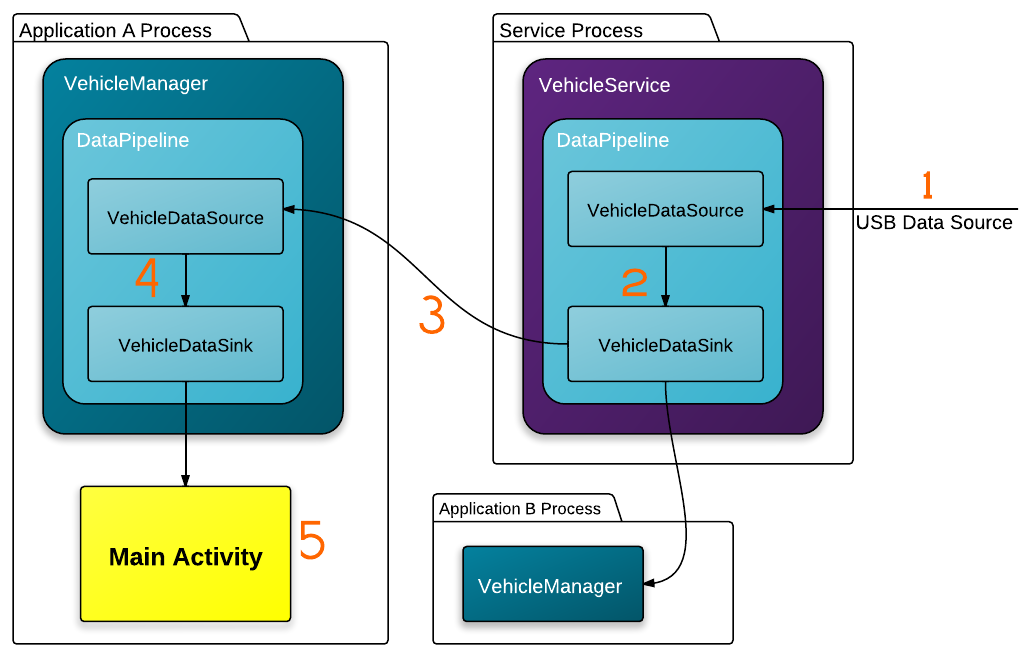 Application A Process
VehicleManager
DataPipeline
VehicleDataSource
4
VehicleDataSink
Main Activity
5
3
Service Process
VehicleService
DataPipeline
VehicleDataSource
2
VehicleDataSink
1
USB Data Source
Application B Process
VehicleManager